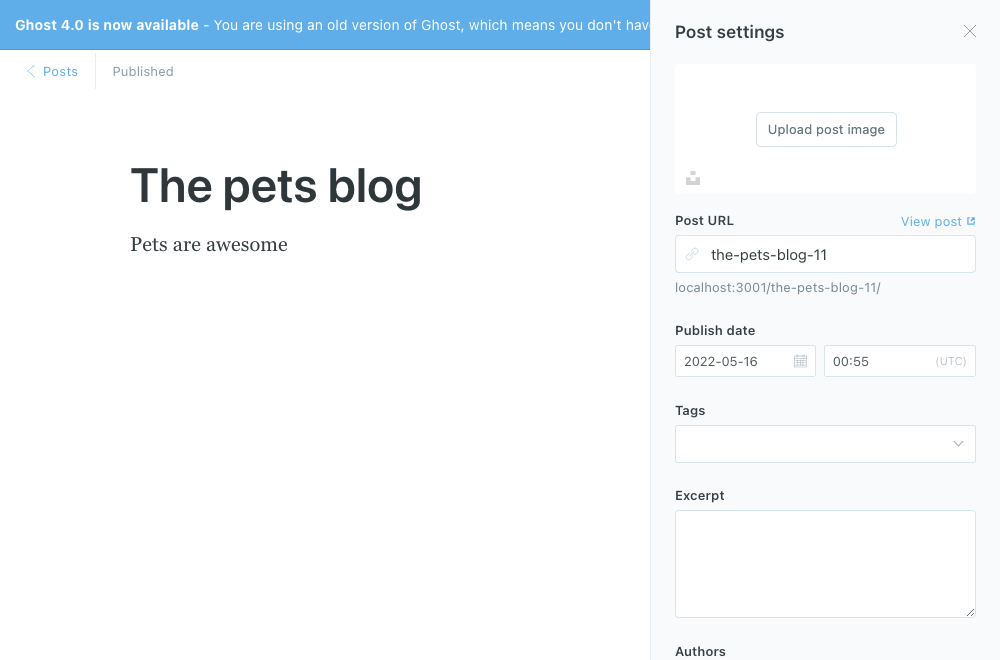 Ghost 4.0 is now available - You are using an old version of Ghost, which means you don't have
Posts
Published
The pets blog
Pets are awesome
Post settings
Upload post image
Post URL
View post
the-pets-blog-11
localhost:3001/the-pets-blog-11/
Publish date
2022-05-16
00:55
(UTC)
Tags
Excerpt
Authors